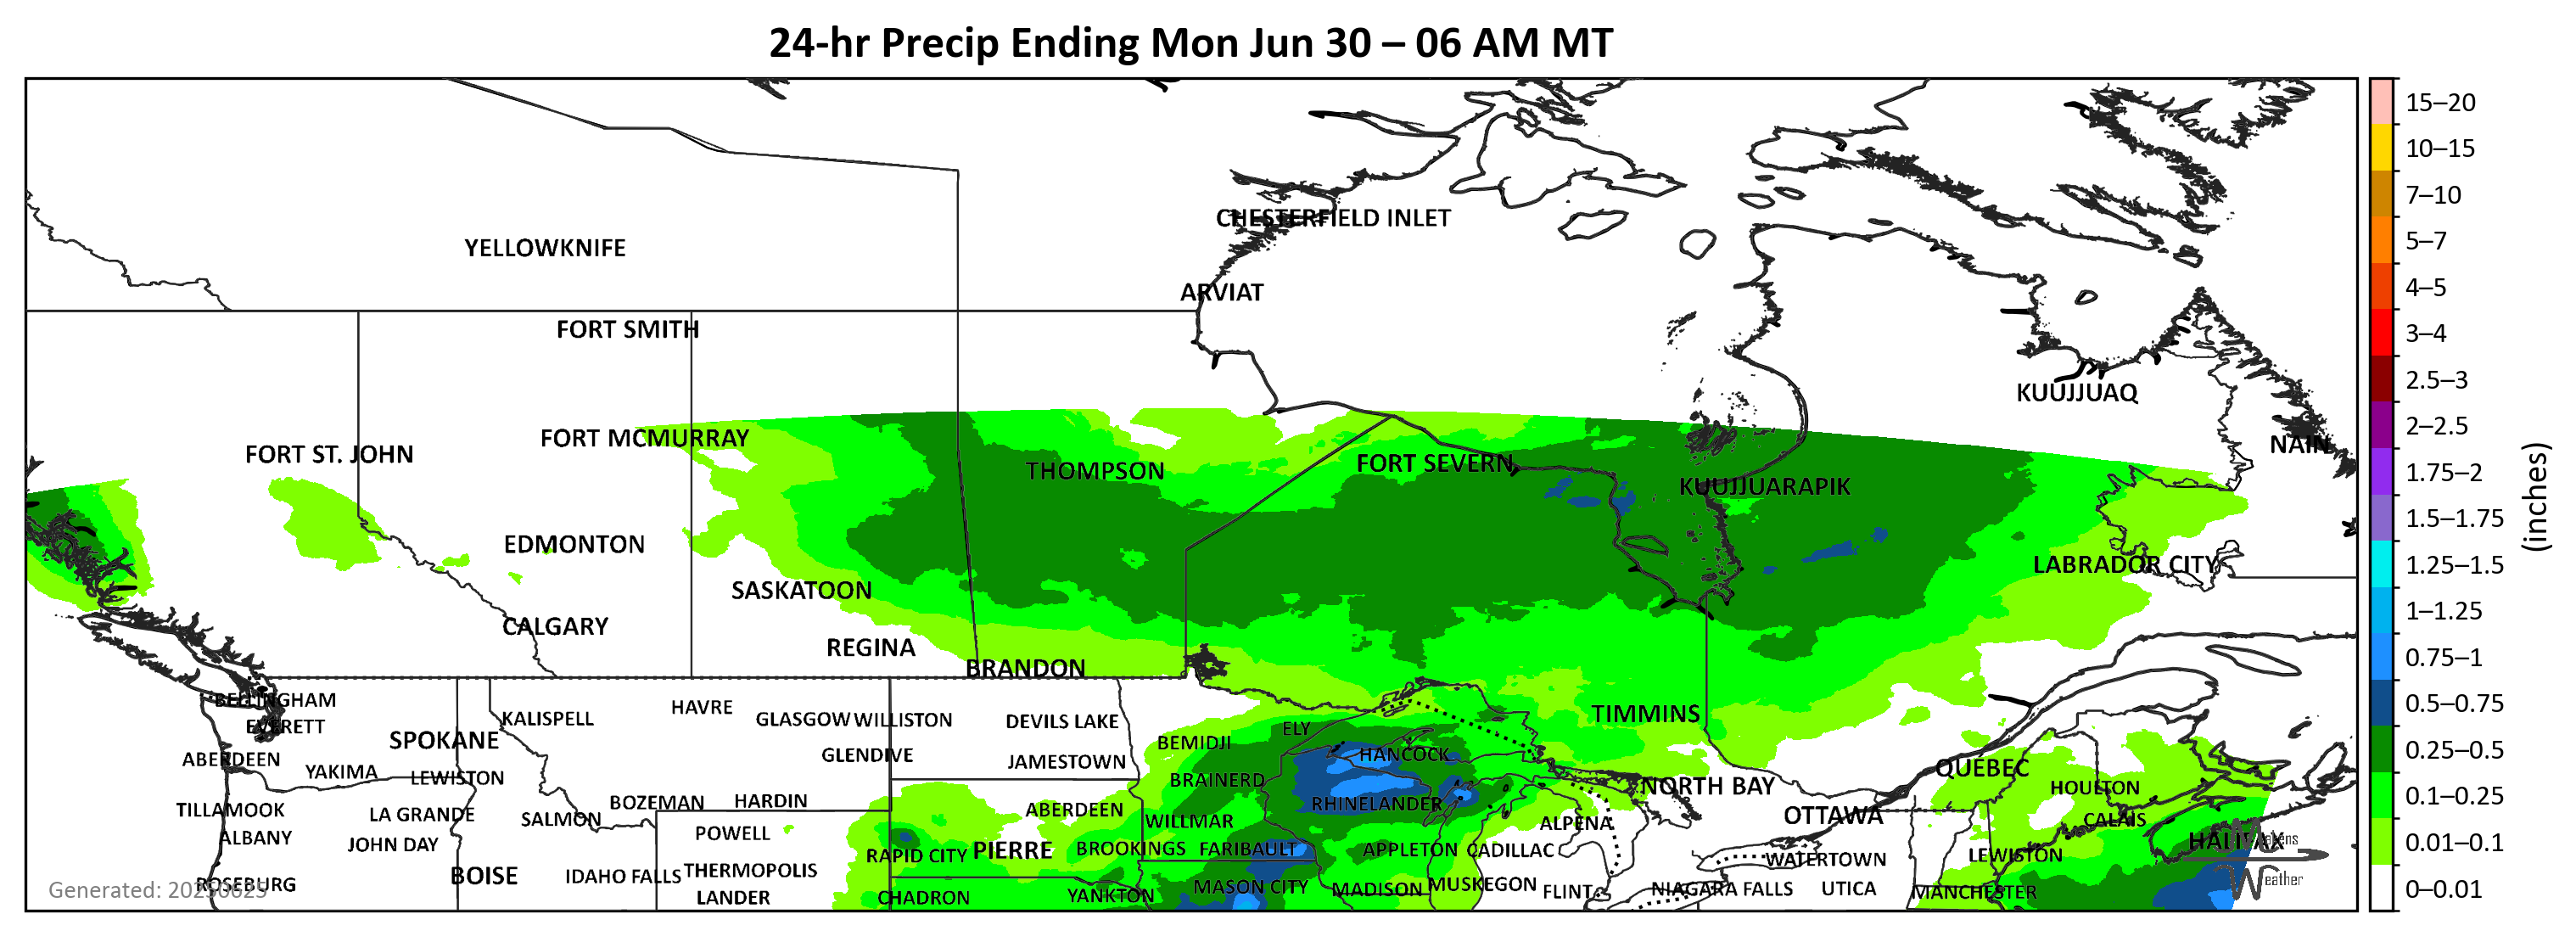 24-hr Precip Ending Mon Jun 30 – 06 AM MT
CHESTERFIELD INLET
YELLOWKNIFE
ARVIAT
FORT SMITH
KUUJJUAQ
FORT MCMURRAY
NAIN
FORT ST. JOHN
FORT SEVERN
THOMPSON
KUUJJUARAPIK
EDMONTON
LABRADOR CITY
SASKATOON
CALGARY
REGINA
BRANDON
BELLINGHAM
HAVRE
TIMMINS
KALISPELL
GLASGOW WILLISTON
DEVILS LAKE
EVERETT
ELY
SPOKANE
BEMIDJI
GLENDIVE
HANCOCK
ABERDEEN
JAMESTOWN
QUEBEC
YAKIMA
LEWISTON
BRAINERD
NORTH BAY
HOULTON
BOZEMAN
HARDIN
RHINELANDER
TILLAMOOK
LA GRANDE
SALMON
ABERDEEN
OTTAWA
CALAIS
WILLMAR
ALPENA
POWELL
ALBANY
JOHN DAY
HALIFAX
RAPID CITY
PIERRE
BROOKINGS
FARIBAULT
APPLETON
CADILLAC
LEWISTON
WATERTOWN
THERMOPOLIS
BOISE
IDAHO FALLS
ROSEBURG
MASON CITY
MADISON
MUSKEGON
FLINT
NIAGARA FALLS
UTICA
MANCHESTER
LANDER
CHADRON
YANKTON
Weather
15–20
10–15
7–10
5–7
4–5
3–4
2.5–3
2–2.5
1.75–2
1.5–1.75
1.25–1.5
1–1.25
0.75–1
0.5–0.75
0.25–0.5
0.1–0.25
0.01–0.1
0–0.01
(inches)
Generated: